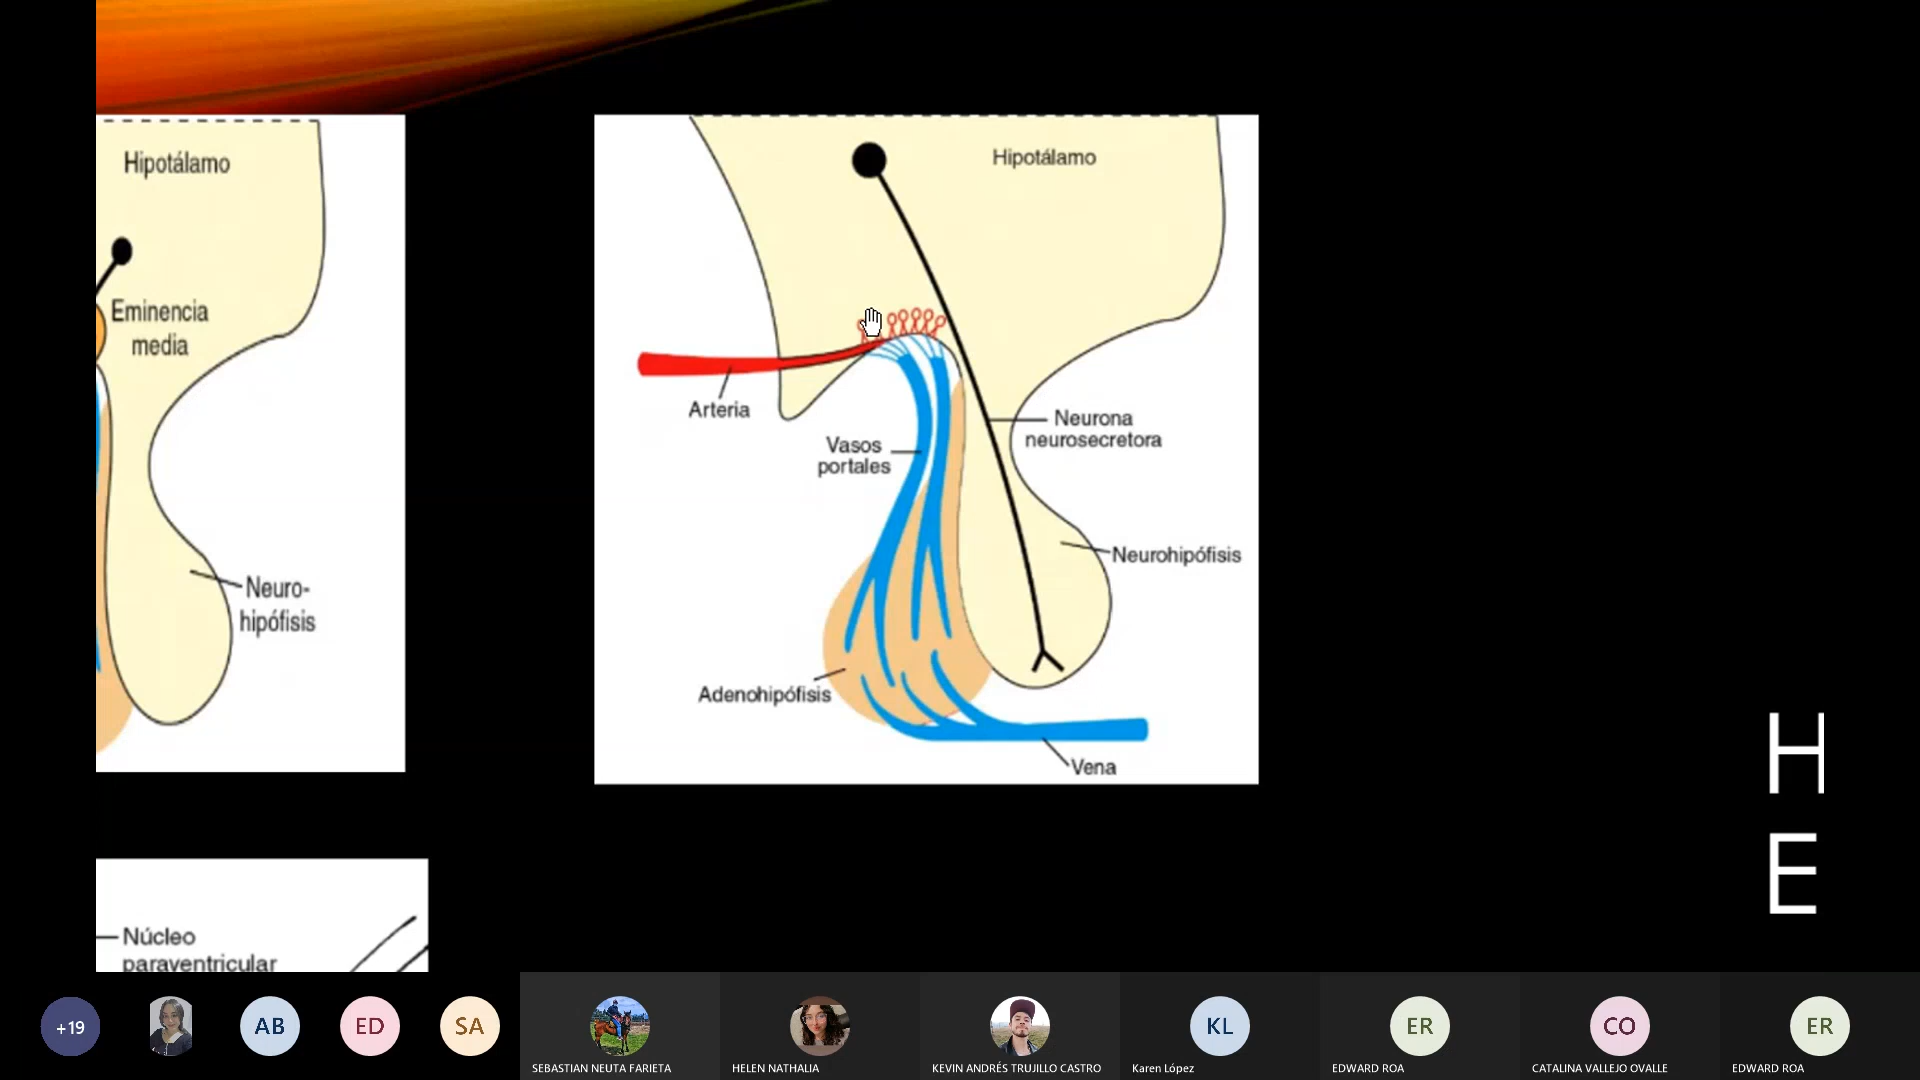 Hipotálamo
Eminencia
media
Neuro-
hipófisis
Hipotálamo
Arteria
Vasos
portales
Neurona
neurosecretora
Neurohipófisis
Adenohipófisis
Vena
H
E
Núcleo
paraventricular
+19
AB
ED
SA
SEBASTIAN NEUTA FARIETA
HELEN NATHALIA
KEVIN ANDRÉS TRUJILLO CASTRO
KL
Karen López
ER
EDWARD ROA
CO
CATALINA VALLEJO OVALLE
ER
EDWARD ROA